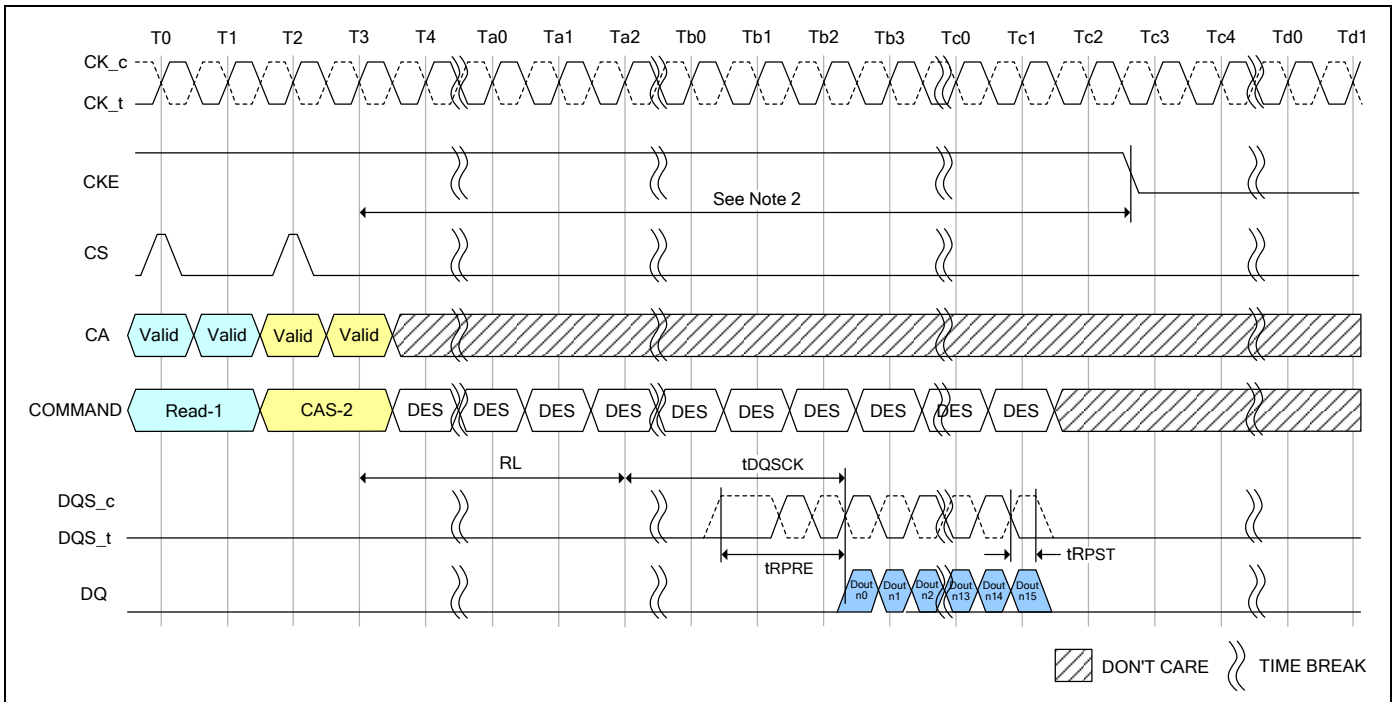 T0 T1 T2 T3 T4 Ta0 Ta1 Ta2 Tb0 Tb1 Tb2 Tb3 Tc0 Tc1 Tc2 Tc3 Tc4 Td0 Td1
CK_c
CK_t
CKE
See Note 2
CS
CA Valid Valid Valid Valid
COMMAND Read-1 CAS-2 DES DES DES DES DES DES DES DES DES DES
RL tDQSCK
DQS_c
DQS_t
tRPRE tRPST
DQ Dout n0 Dout n1 Dout n2 Dout n13 Dout n14 Dout n15
DON'T CARE TIME BREAK